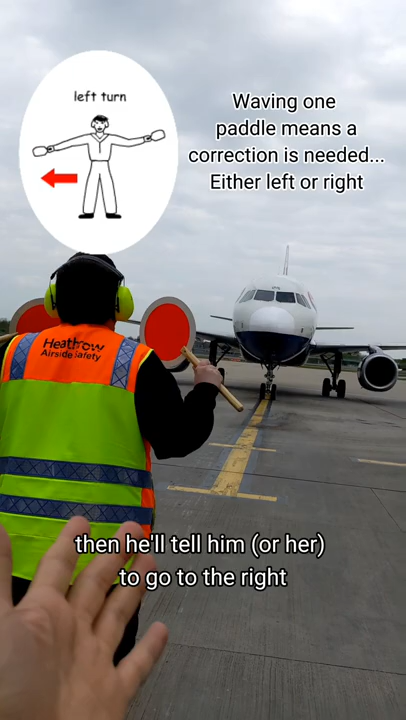 left turn
Waving one
paddle means a
correction is needed...
Either left or right
Heathrow
Airside Safety
then he'll tell him (or her)
to go to the right